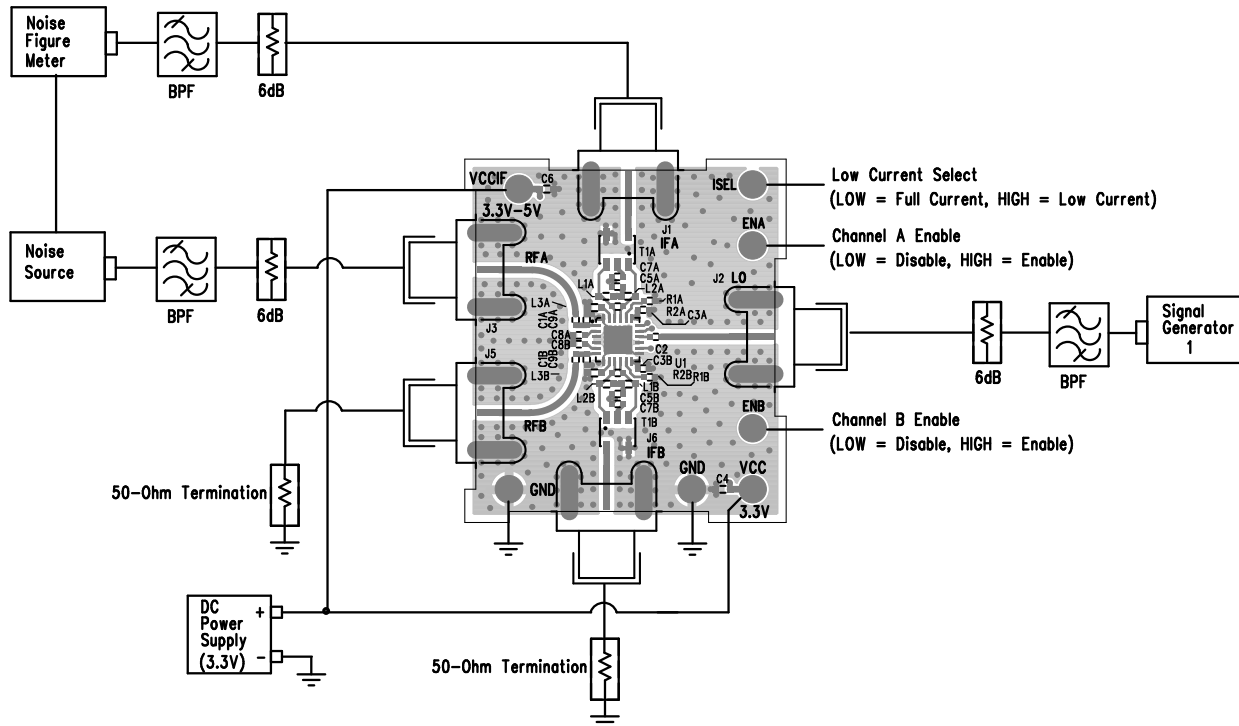 Noise
Figure
Meter
BPF
6dB
Noise
Source
BPF
6dB
VCCIF
C6
3.3V-5V
ISEL
Low Current Select
(LOW = Full Current, HIGH = Low Current)
ENA
Channel A Enable
(LOW = Disable, HIGH = Enable)
J1
IFA
T1A
RFA
C7A
C5A
L1A
L2A
J2 LO
L3A
R1A
R2A
C3A
C1A
C9A
J3
C8A
C8B
J5
C1B
C9B
C2
C3B
U1
R2B
R1B
L3B
L2B
L1B
C5B
C7B
T1B
RFB
J6
IFB
ENB
Channel B Enable
(LOW = Disable, HIGH = Enable)
6dB
BPF
Signal
Generator
1
GND
GND
C4
VCC
3.3V
50-Ohm Termination
DC
Power
Supply
(3.3V)
+
-
50-Ohm Termination